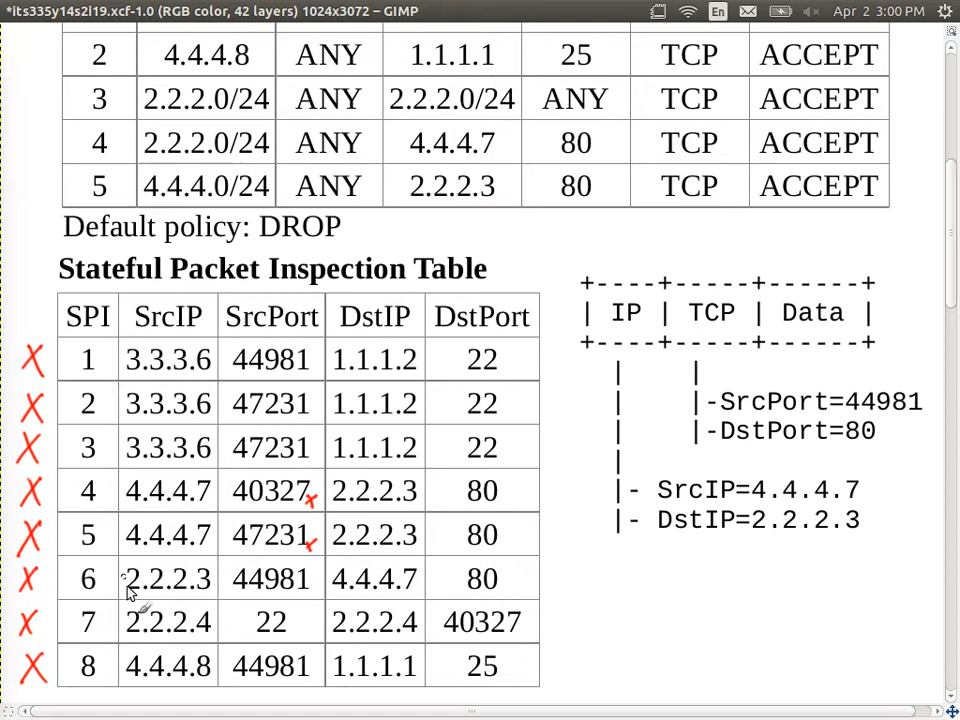 *its335y14s2i19.xcf-1.0 (RGB color, 42 layers) 1024x3072 – GIMP En Apr 2 3:00 PM
2 4.4.4.8 ANY 1.1.1.1 25 TCP ACCEPT
3 2.2.2.0/24 ANY 2.2.2.0/24 ANY TCP ACCEPT
4 2.2.2.0/24 ANY 4.4.4.7 80 TCP ACCEPT
5 4.4.4.0/24 ANY 2.2.2.3 80 TCP ACCEPT
Default policy: DROP
Stateful Packet Inspection Table
SPI SrcIP SrcPort DstIP DstPort
X 1 3.3.3.6 44981 1.1.1.2 22
X 2 3.3.3.6 47231 1.1.1.2 22
X 3 3.3.3.6 47231 1.1.1.2 22
X 4 4.4.4.7 40327 x 2.2.2.3 80
X 5 4.4.4.7 47231 x 2.2.2.3 80
X 6 2.2.2.3 44981 4.4.4.7 80
X 7 2.2.2.4 22 2.2.2.4 40327
X 8 4.4.4.8 44981 1.1.1.1 25
+----+-----+------+
| IP | TCP | Data |
+----+-----+------+
| |
| |-SrcPort=44981
| |-DstPort=80
|
|- SrcIP=4.4.4.7
|- DstIP=2.2.2.3